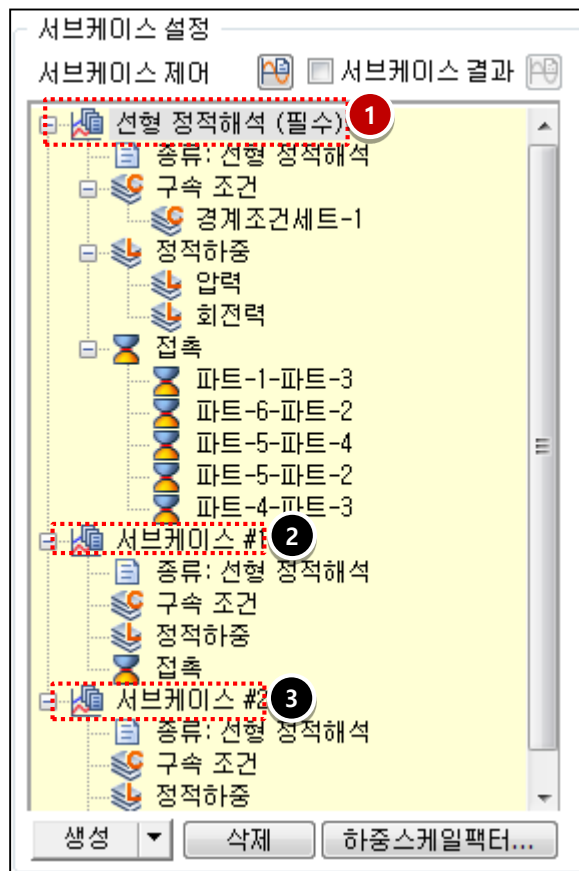 서브케이스 설정
서브케이스 제어 서브케이스 결과
선형 정적해석 (필수) 1
종류: 선형 정적해석
구속 조건
경계조건세트-1
정적하중
압력
회전력
접촉
파트-1-파트-3
파트-6-파트-2
파트-5-파트-4
파트-5-파트-2
파트-4-파트-3
서브케이스 #1 2
종류: 선형 정적해석
구속 조건
정적하중
접촉
서브케이스 #2 3
종류: 선형 정적해석
구속 조건
정적하중
생성 삭제 하중스케일팩터...